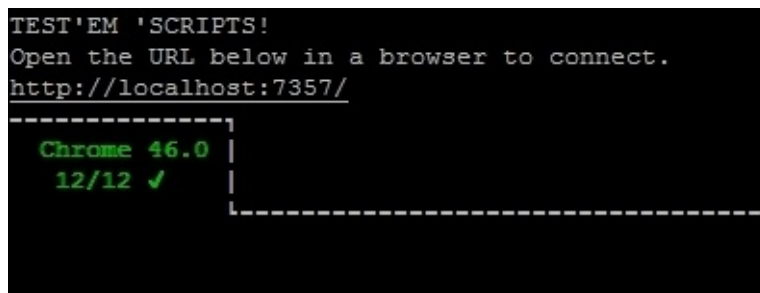 TEST'EM 'SCRIPTS!
Open the URL below in a browser to connect.
http://localhost:7357/
Chrome 46.0
12/12 ✔